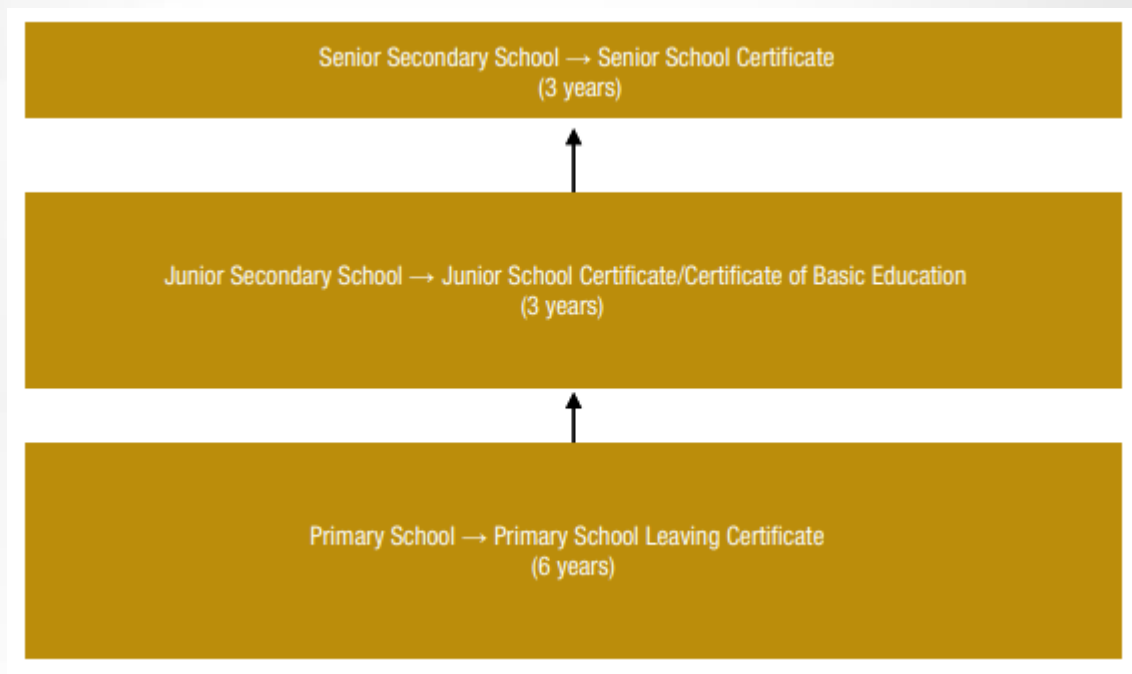 Senior Secondary School → Senior School Certificate
(3 years)
Junior Secondary School → Junior School Certificate/Certificate of Basic Education
(3 years)
Primary School → Primary School Leaving Certificate
(6 years)